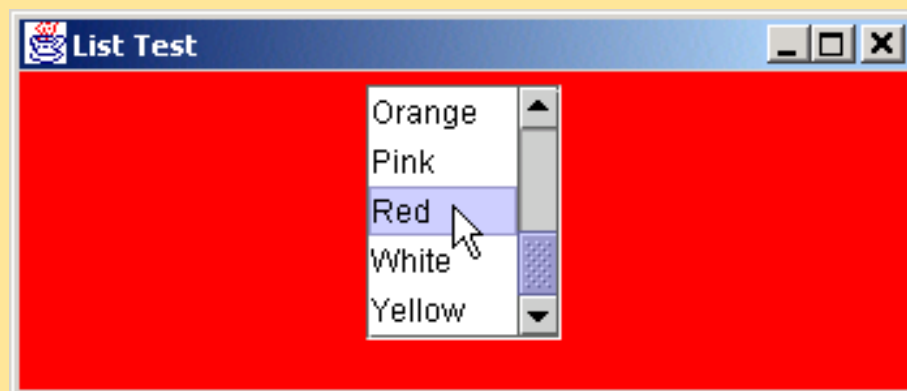 List Test
Orange
Pink
Red
White
Yellow